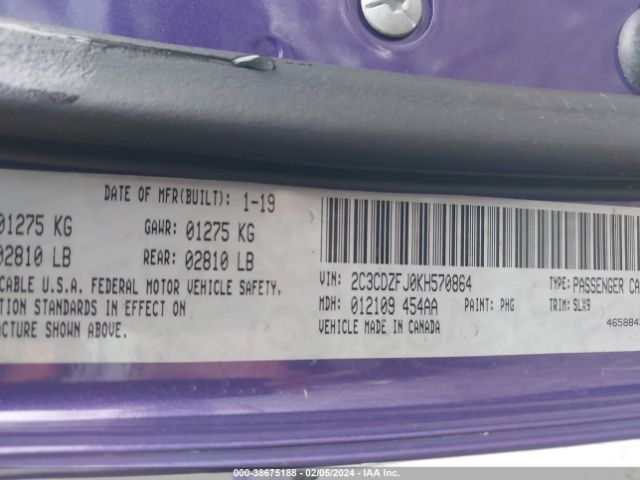 DATE OF MFR(BUILT): 1-19
01275 KG GAWR: 01275 KG
02810 LB REAR: 02810 LB
CABLE U.S.A. FEDERAL MOTOR VEHICLE SAFETY,
TION STANDARDS IN EFFECT ON
ACTURE SHOWN ABOVE.
VIN: 2C3CDZFJ0KH570864 TYPE: PASSENGER CA
MDH: 012109 454AA PAINT: PHG TRIM: SLX9
VEHICLE MADE IN CANADA
465884
000-38675188 - 02/05/2024 - IAA Inc.